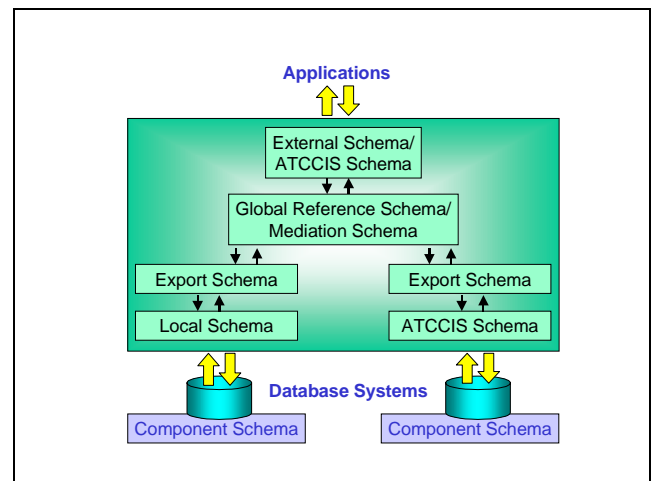 Applications
External Schema/
ATCCIS Schema
Global Reference Schema/
Mediation Schema
Export Schema
Export Schema
Local Schema
ATCCIS Schema
Database Systems
Component Schema
Component Schema